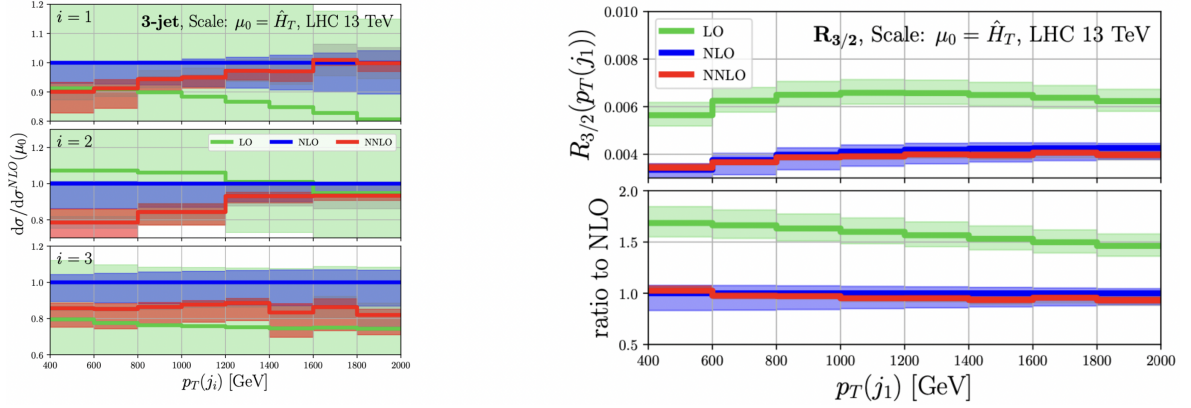 3-jet, Scale: μ₀ = Ĥ_T, LHC 13 TeV
i = 1
1.2
1.1
1.0
0.9
0.8
i = 2
LO
NLO
NNLO
1.2
1.0
0.8
dσ/dσ^{NLO}(μ₀)
i = 3
1.2
1.0
0.8
0.6
400 600 800 1000 1200 1400 1600 1800 2000
p_T(j_i) [GeV]
R_{3/2}, Scale: μ₀ = Ĥ_T, LHC 13 TeV
LO
NLO
NNLO
0.010
0.008
0.006
0.004
R_{3/2}(p_T(j_1))
2.0
1.5
1.0
0.5
ratio to NLO
400 600 800 1000 1200 1400 1600 1800 2000
p_T(j_1) [GeV]